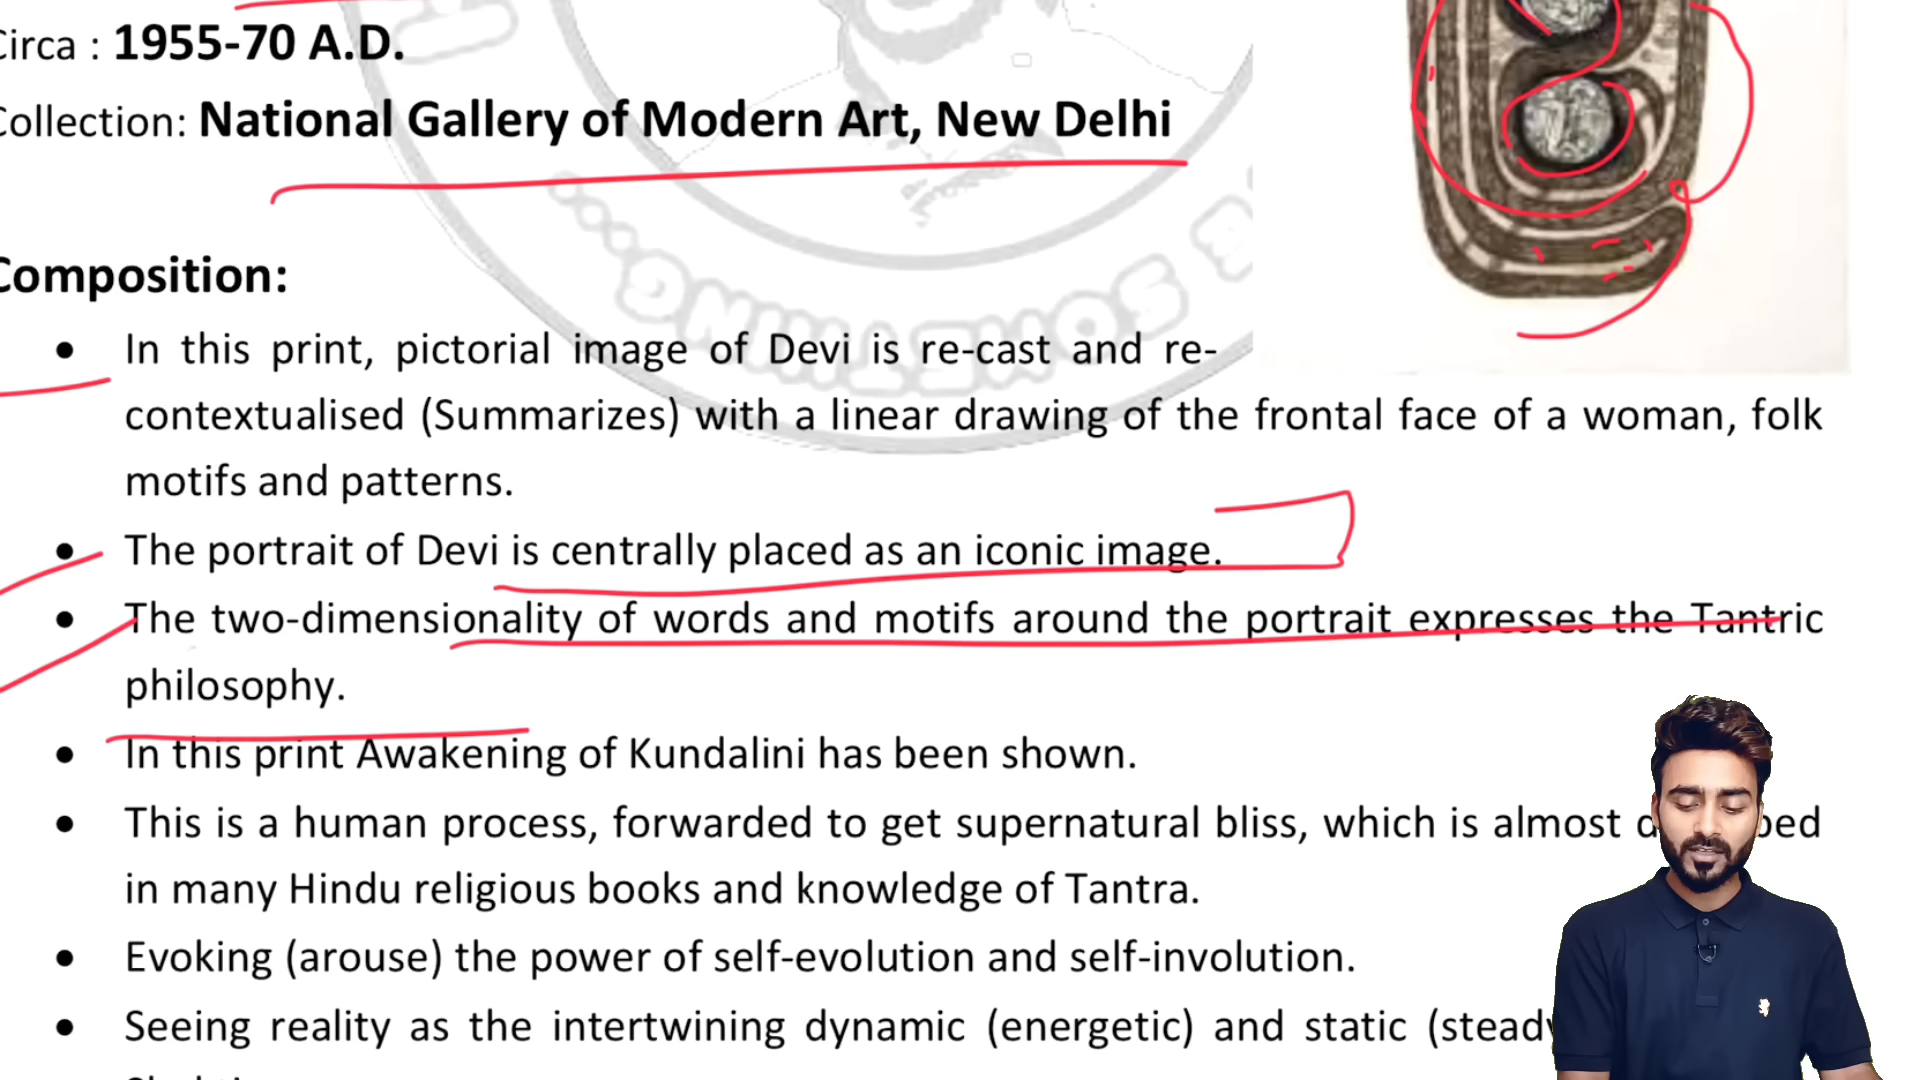 Circa : 1955-70 A.D.
Collection: National Gallery of Modern Art, New Delhi
Composition:
• In this print, pictorial image of Devi is re-cast and re-
contextualised (Summarizes) with a linear drawing of the frontal face of a woman, folk
motifs and patterns.
• The portrait of Devi is centrally placed as an iconic image.
• The two-dimensionality of words and motifs around the portrait expresses the Tantric
philosophy.
• In this print Awakening of Kundalini has been shown.
• This is a human process, forwarded to get supernatural bliss, which is almost
in many Hindu religious books and knowledge of Tantra.
• Evoking (arouse) the power of self-evolution and self-involution.
• Seeing reality as the intertwining dynamic (energetic) and static (steady